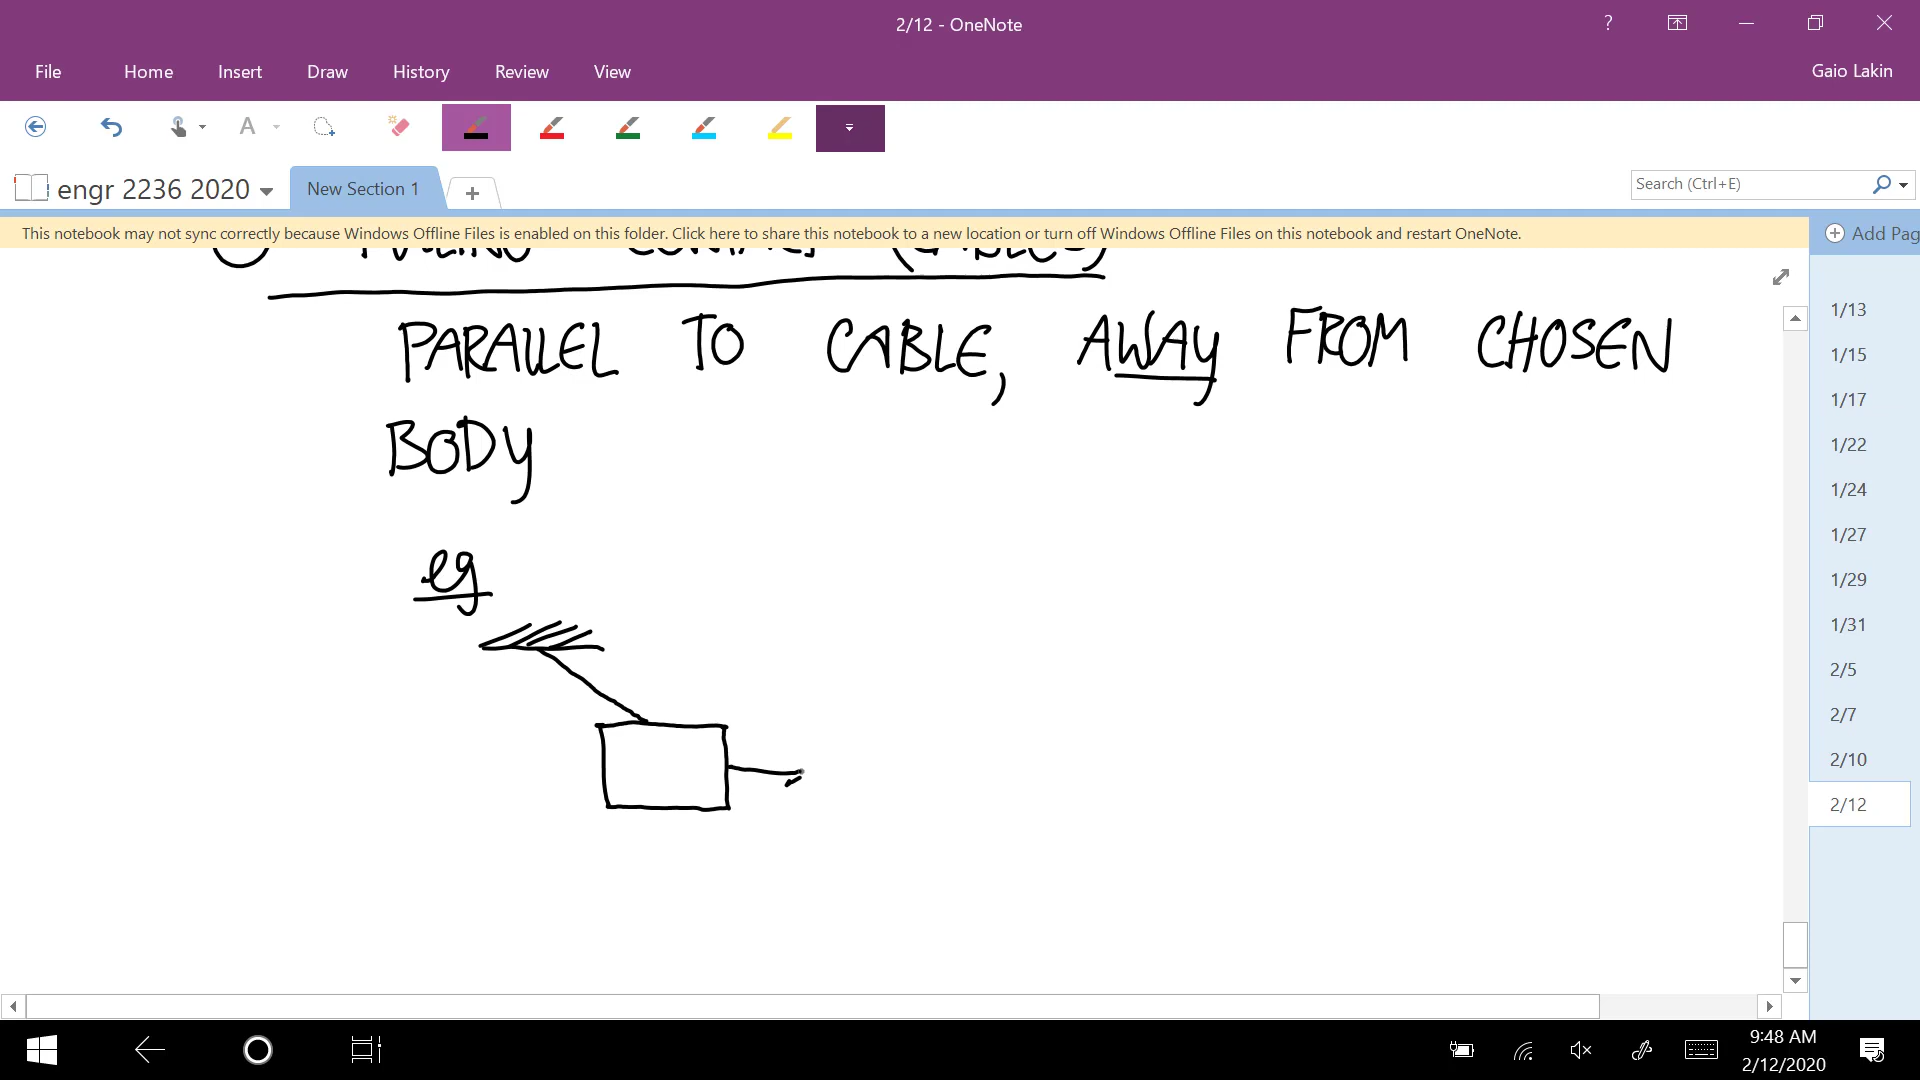 2/12 - OneNote
?
File Home Insert Draw History Review View
Gaio Lakin
A
engr 2236 2020
New Section 1
+
Search (Ctrl+E)
This notebook may not sync correctly because Windows Offline Files is enabled on this folder. Click here to share this notebook to a new location or turn off Windows Offline Files on this notebook and restart OneNote.
Add Pag
PARALLEL TO CABLE, AWAY FROM CHOSEN
BODY
eg
1/13
1/15
1/17
1/22
1/24
1/27
1/29
1/31
2/5
2/7
2/10
2/12
9:48 AM
2/12/2020